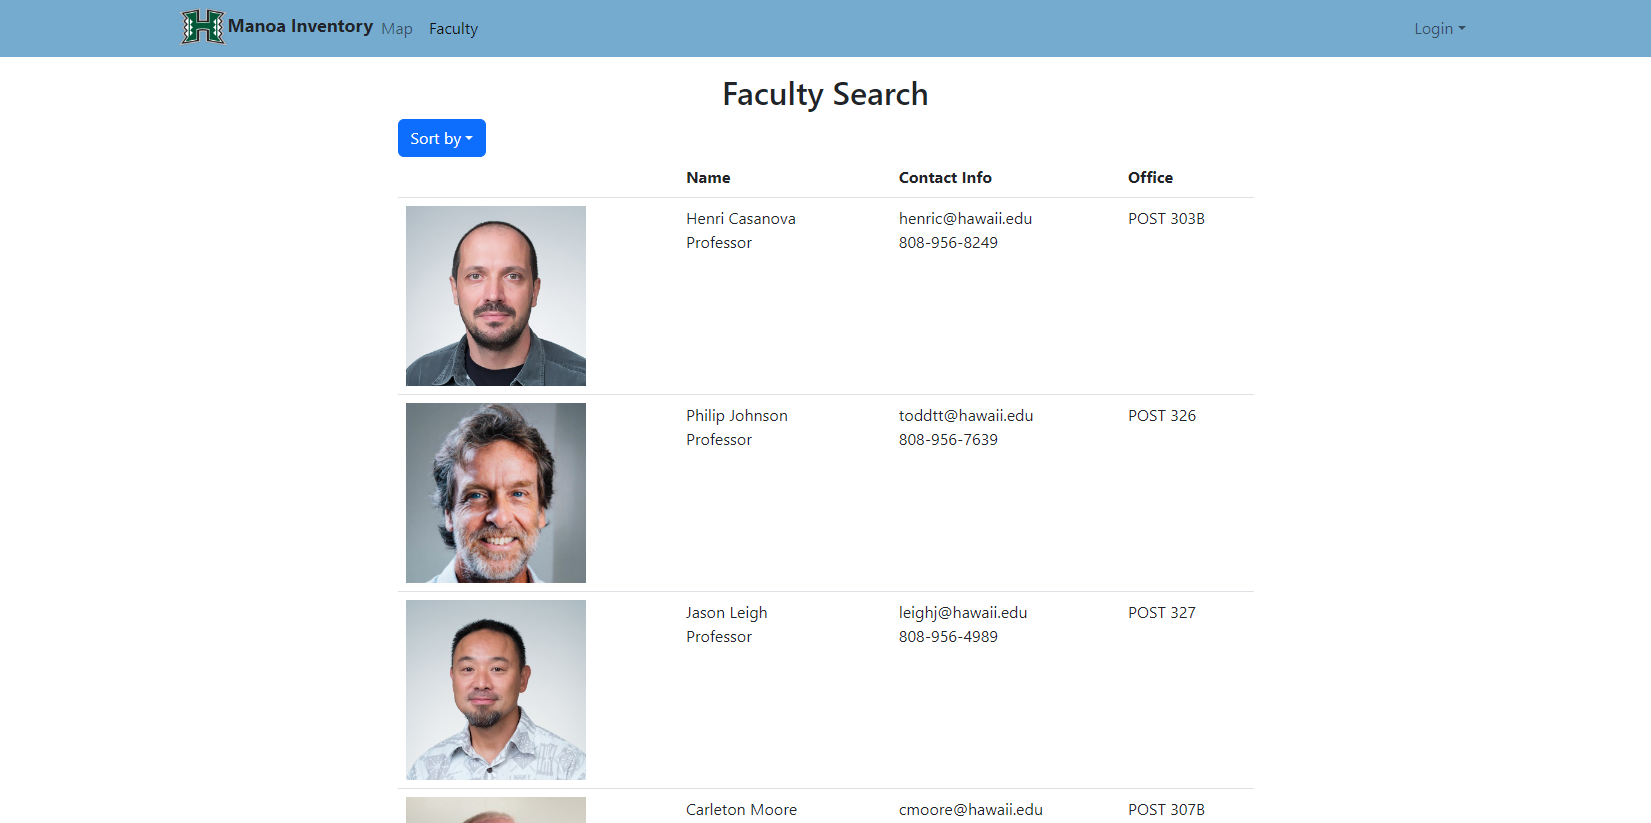 Manoa Inventory Map Faculty Login
Faculty Search
Sort by
Name Contact Info Office
Henri Casanova henric@hawaii.edu POST 303B
Professor 808-956-8249
Philip Johnson toddtt@hawaii.edu POST 326
Professor 808-956-7639
Jason Leigh leighj@hawaii.edu POST 327
Professor 808-956-4989
Carleton Moore cmoore@hawaii.edu POST 307B